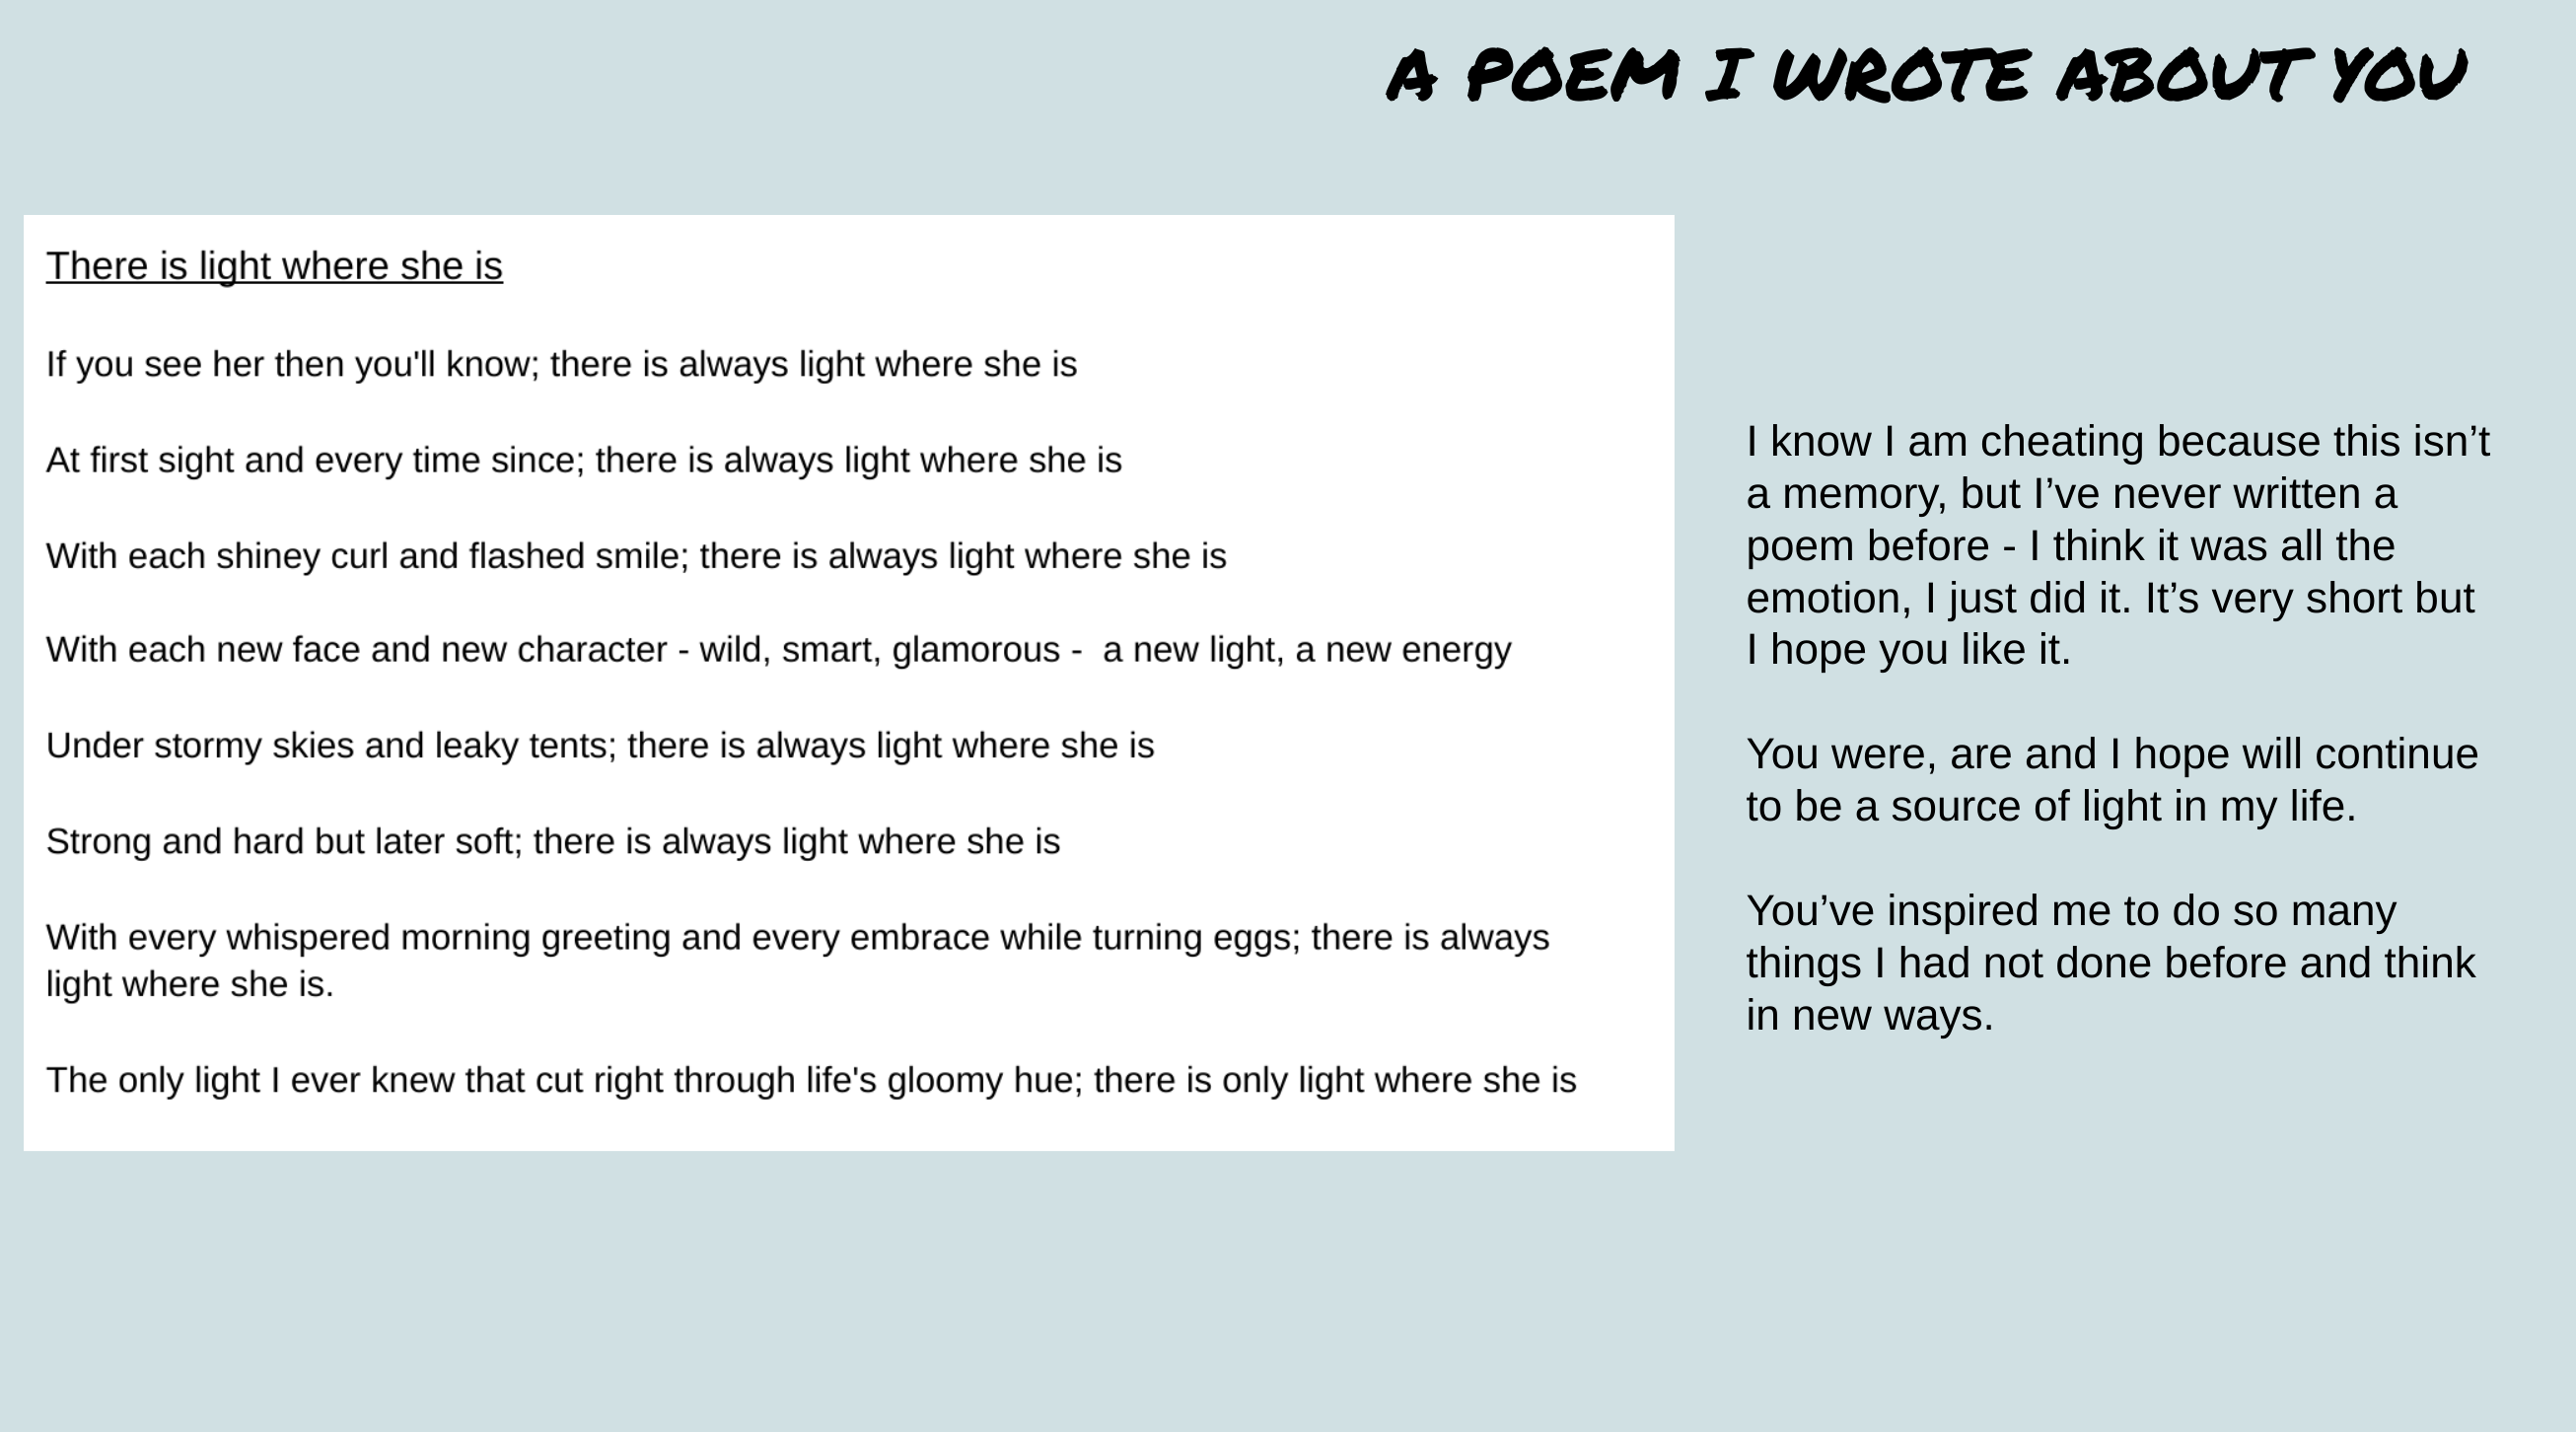 A POEM I WROTE ABOUT YOU
There is light where she is
If you see her then you'll know; there is always light where she is
At first sight and every time since; there is always light where she is
With each shiney curl and flashed smile; there is always light where she is
With each new face and new character - wild, smart, glamorous -  a new light, a new energy
Under stormy skies and leaky tents; there is always light where she is
Strong and hard but later soft; there is always light where she is
With every whispered morning greeting and every embrace while turning eggs; there is always
light where she is.
The only light I ever knew that cut right through life's gloomy hue; there is only light where she is
I know I am cheating because this isn’t
a memory, but I’ve never written a
poem before - I think it was all the
emotion, I just did it. It’s very short but
I hope you like it.
You were, are and I hope will continue
to be a source of light in my life.
You’ve inspired me to do so many
things I had not done before and think
in new ways.